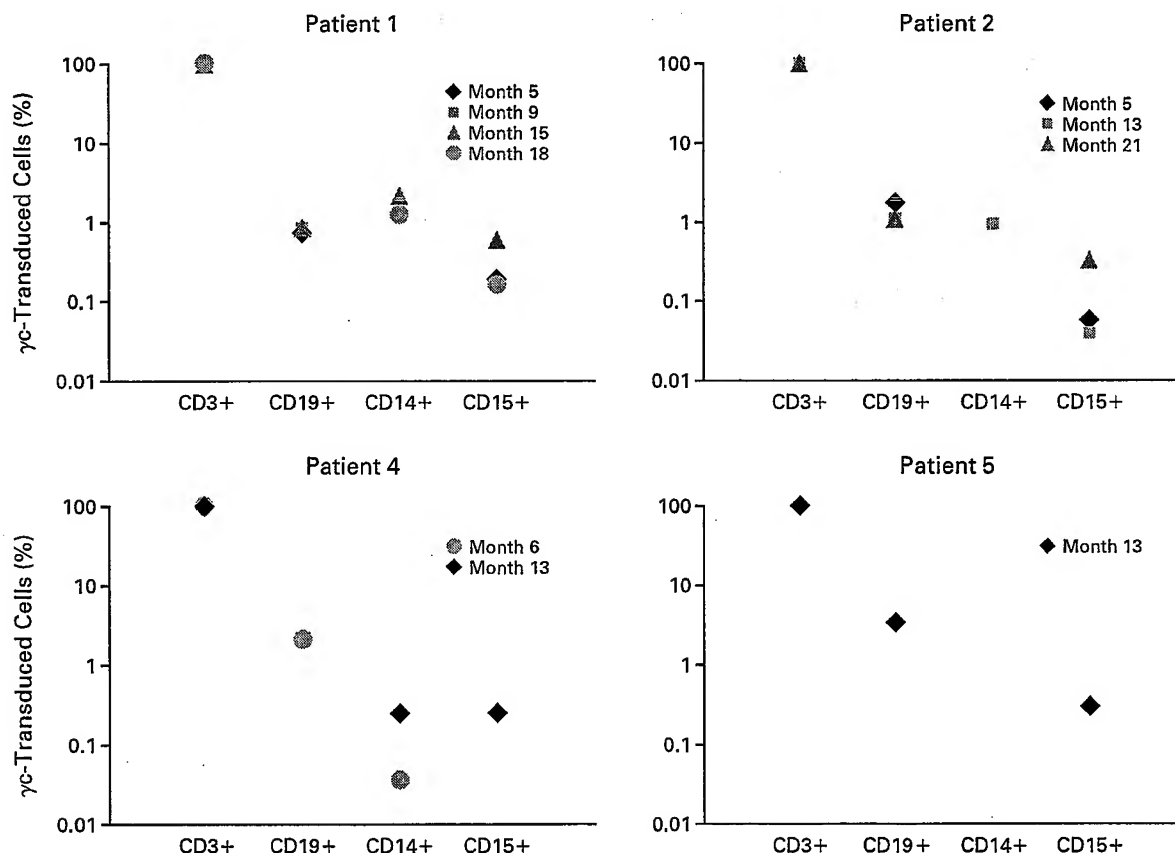 Patient 1
γc-Transduced Cells (%)
100
10
1
0.1
0.01
Month 5
Month 9
Month 15
Month 18
CD3+ CD19+ CD14+ CD15+
Patient 2
100
10
1
0.1
0.01
Month 5
Month 13
Month 21
CD3+ CD19+ CD14+ CD15+
Patient 4
γc-Transduced Cells (%)
100
10
1
0.1
0.01
Month 6
Month 13
CD3+ CD19+ CD14+ CD15+
Patient 5
100
10
1
0.1
0.01
Month 13
CD3+ CD19+ CD14+ CD15+